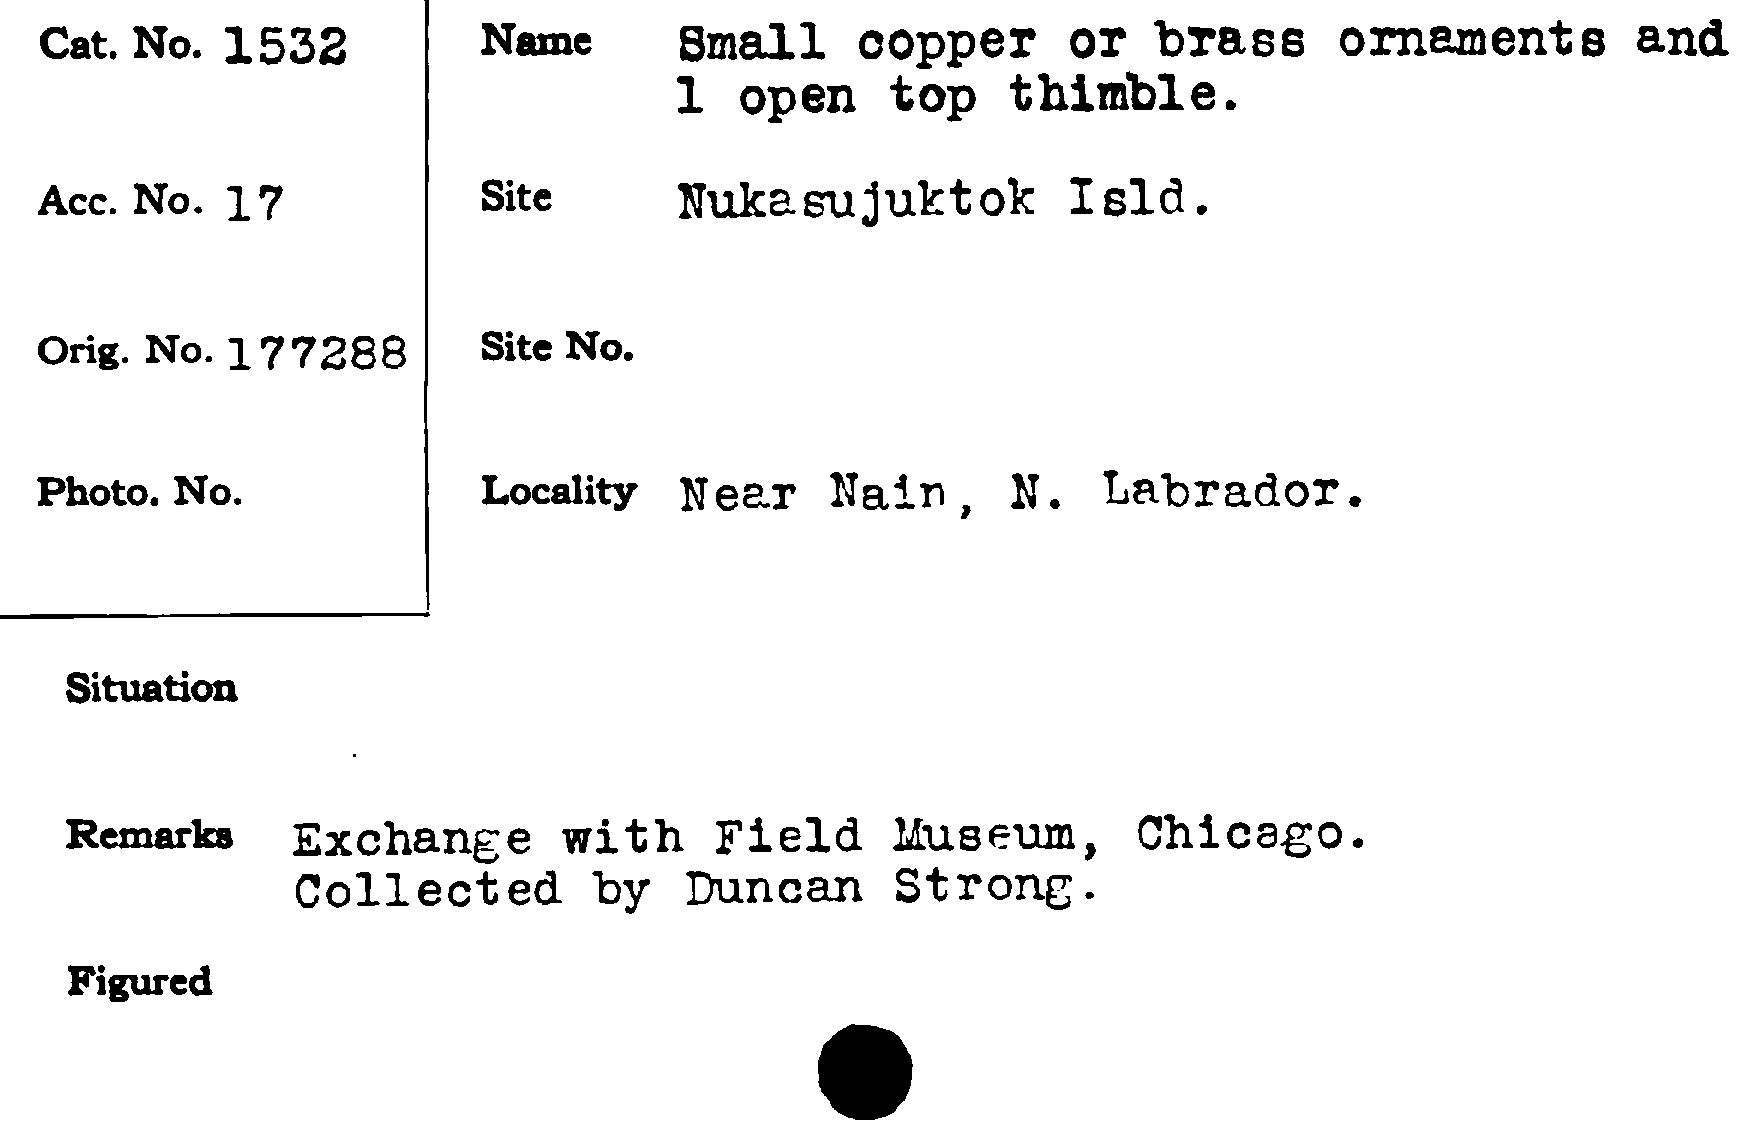 Cat. No. 1532
Name Small copper or brass ornaments and
1 open top thimble.
Acc. No. 17
Site Nukasujuktok Isld.
Orig. No. 177288
Site No.
Photo. No.
Locality Near Nain, N. Labrador.
Situation
Remarks Exchange with Field Museum, Chicago.
Collected by Duncan Strong.
Figured